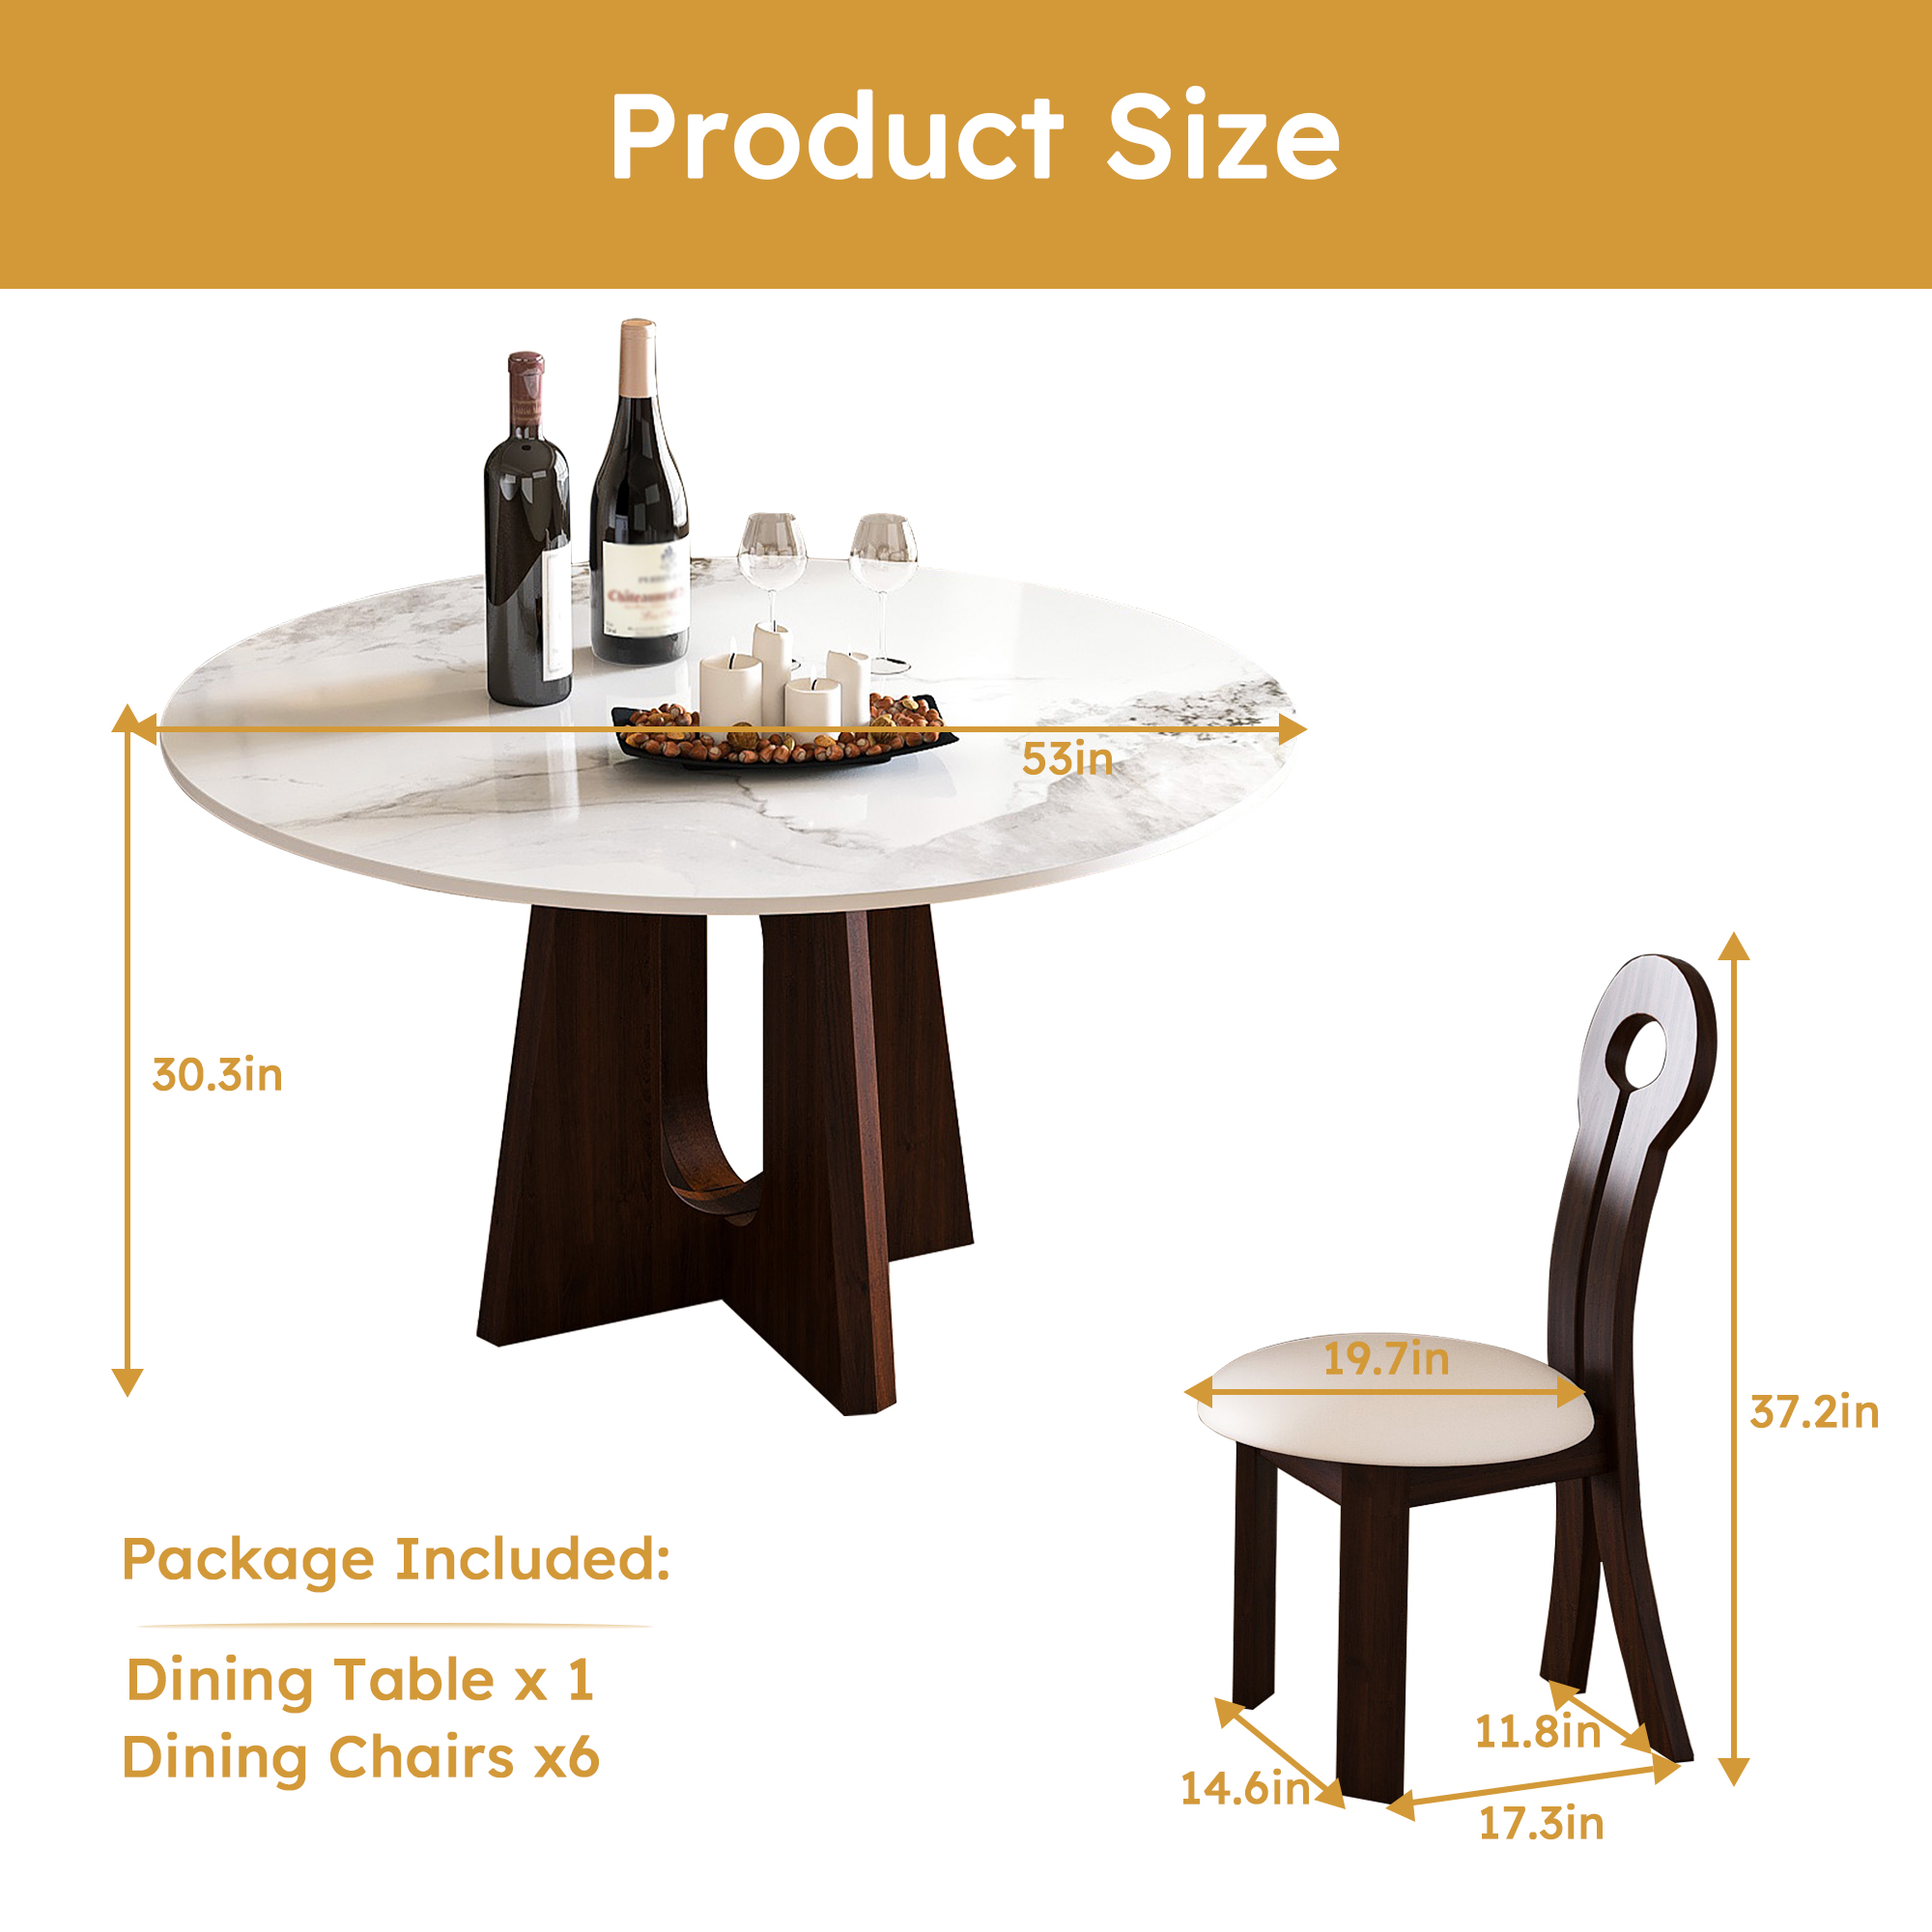 Product Size
53in
30.3in
19.7in
37.2in
11.8in
14.6in
17.3in
Package Included:
Dining Table x 1
Dining Chairs x6